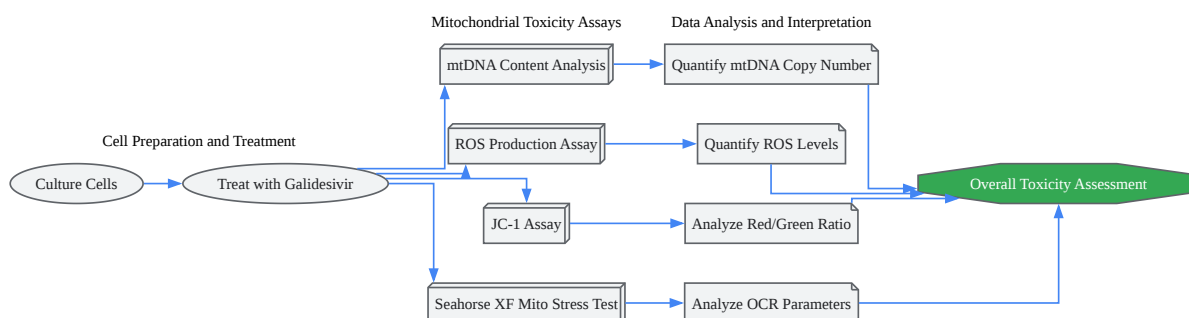 Mitochondrial Toxicity Assays
Data Analysis and Interpretation
mtDNA Content Analysis
Quantify mtDNA Copy Number
Cell Preparation and Treatment
ROS Production Assay
Quantify ROS Levels
Culture Cells
Treat with Galidesivir
Overall Toxicity Assessment
JC-1 Assay
Analyze Red/Green Ratio
Seahorse XF Mito Stress Test
Analyze OCR Parameters